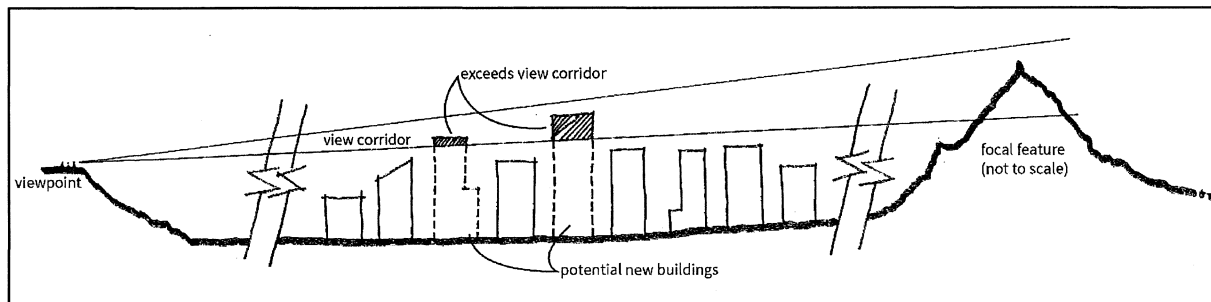 exceeds view corridor
view corridor
viewpoint
focal feature
(not to scale)
potential new buildings